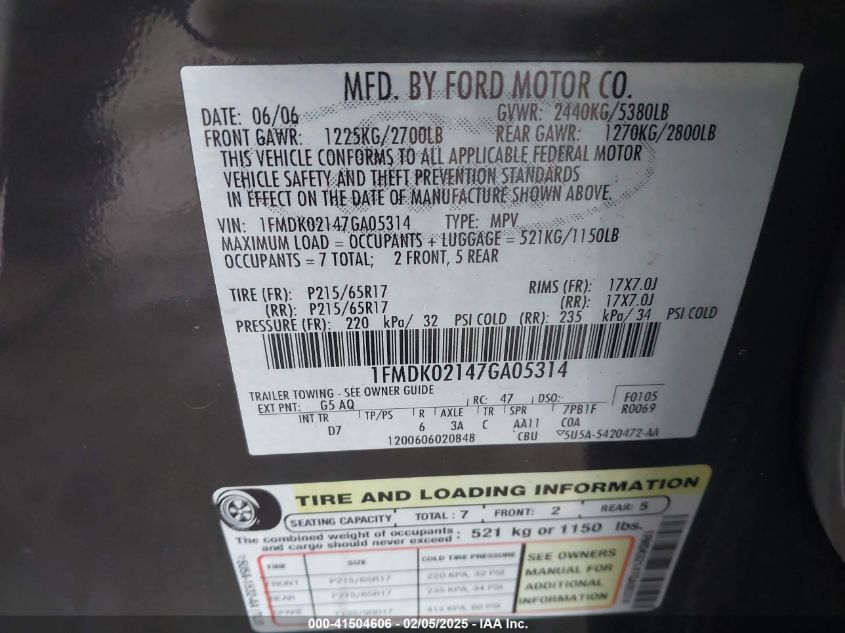 MFD. BY FORD MOTOR CO.
DATE: 06/06 GVWR: 2440KG/5380LB
FRONT GAWR: 1225KG/2700LB REAR GAWR: 1270KG/2800LB
THIS VEHICLE CONFORMS TO ALL APPLICABLE FEDERAL MOTOR
VEHICLE SAFETY AND THEFT PREVENTION STANDARDS
IN EFFECT ON THE DATE OF MANUFACTURE SHOWN ABOVE.
VIN: 1FMDK02147GA05314 TYPE: MPV
MAXIMUM LOAD = OCCUPANTS + LUGGAGE = 521KG/1150LB
OCCUPANTS = 7 TOTAL; 2 FRONT, 5 REAR
TIRE (FR): P215/65R17 RIMS (FR): 17X7.0J
(RR): P215/65R17 (RR): 17X7.0J
PRESSURE (FR): 220 kPa/ 32 PSI COLD (RR): 235 kPa/ 34 PSI COLD
1FMDK02147GA05314
TRAILER TOWING - SEE OWNER GUIDE
EXT PNT: G5 AQ RC: 47 DSO: F0105
INT TR TP/PS R AXLE TR SPR 7PB1F R0069
D7 6 3A C AA11 C0A
1200606020848 CBU 5U5A-5420472-AA
TIRE AND LOADING INFORMATION
SEATING CAPACITY TOTAL : 7 FRONT: 2 REAR: 5
The combined weight of occupants
and cargo should never exceed : 521 kg or 1150 lbs.
TIRE SIZE COLD TIRE PRESSURE
FRONT P215/65R17 220 KPA, 32 PSI
REAR P215/65R17 235 KPA, 34 PSI
SPARE 415 KPA, 60 PSI
SEE OWNERS
MANUAL FOR
ADDITIONAL
INFORMATION
000-41504606 - 02/05/2025 - IAA Inc.